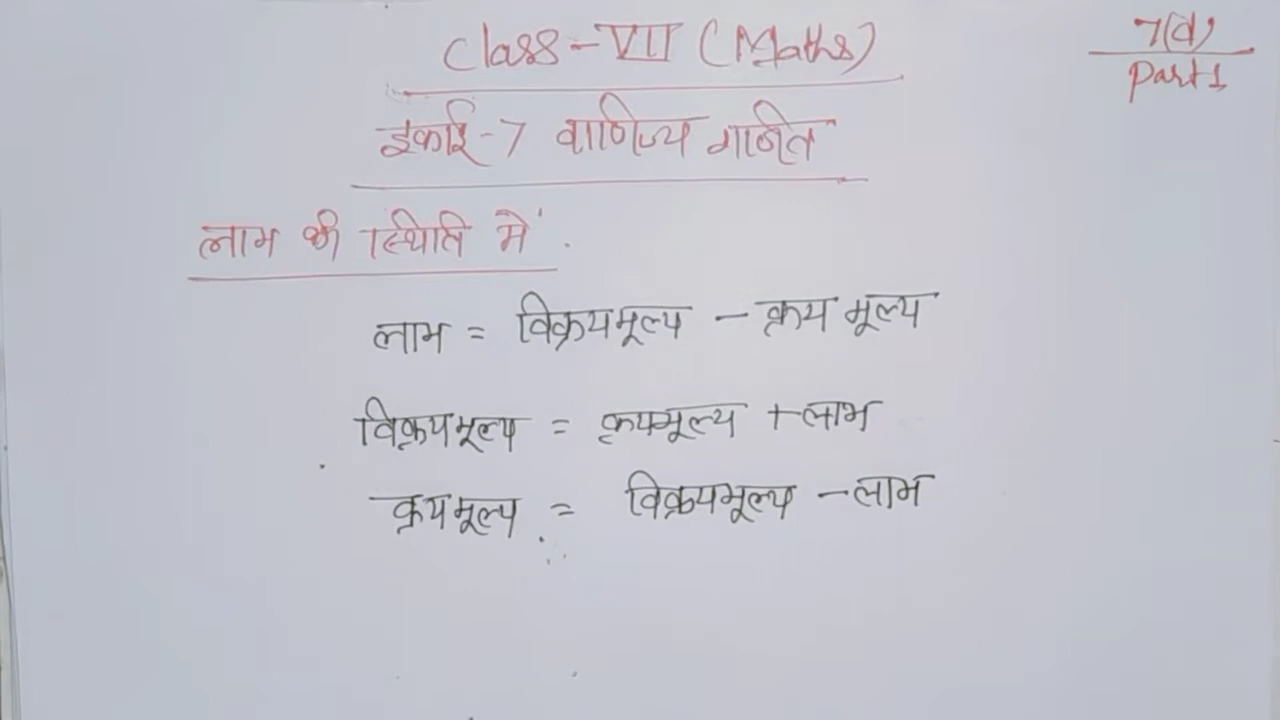 Class-VII (Maths)
7(d)
Part 1
इकाई-7 वाणिज्य गणित
लाभ की स्थिति में
लाभ = विक्रयमूल्य - क्रय मूल्य
विक्रयमूल्य = क्रयमूल्य + लाभ
क्रयमूल्य = विक्रयमूल्य - लाभ